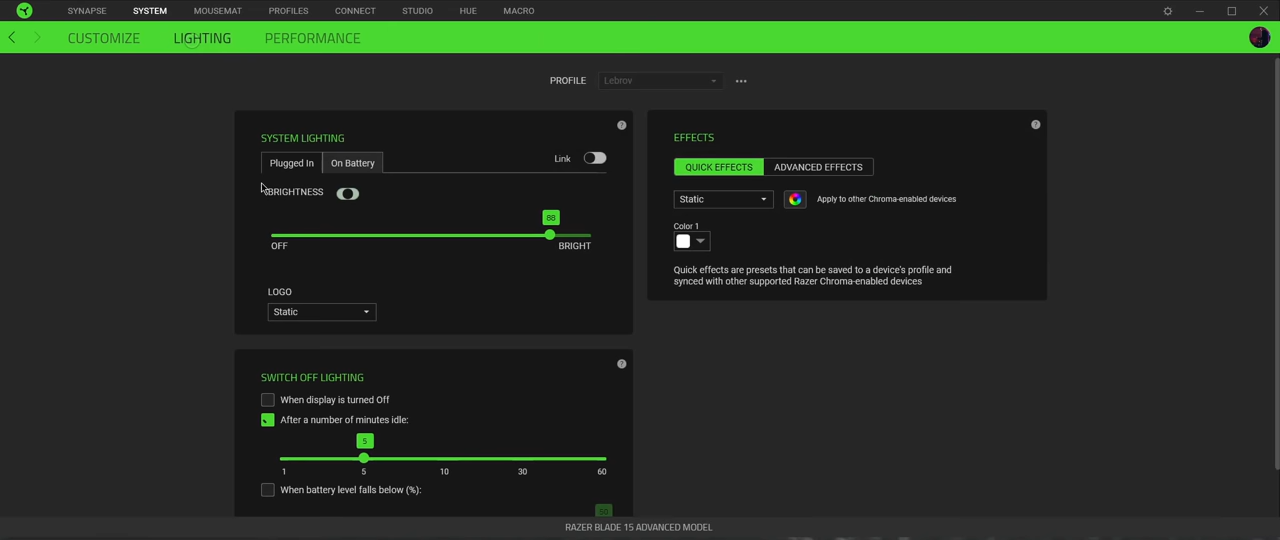 SYNAPSE SYSTEM MOUSEMAT PROFILES CONNECT STUDIO HUE MACRO
CUSTOMIZE LIGHTING PERFORMANCE
PROFILE Lebrov
SYSTEM LIGHTING
Plugged In On Battery Link
BRIGHTNESS
88
OFF BRIGHT
LOGO
Static
EFFECTS
QUICK EFFECTS ADVANCED EFFECTS
Static Apply to other Chroma-enabled devices
Color 1
Quick effects are presets that can be saved to a device's profile and
synced with other supported Razer Chroma-enabled devices
SWITCH OFF LIGHTING
When display is turned Off
After a number of minutes idle:
5
1 5 10 30 60
When battery level falls below (%):
50
RAZER BLADE 15 ADVANCED MODEL